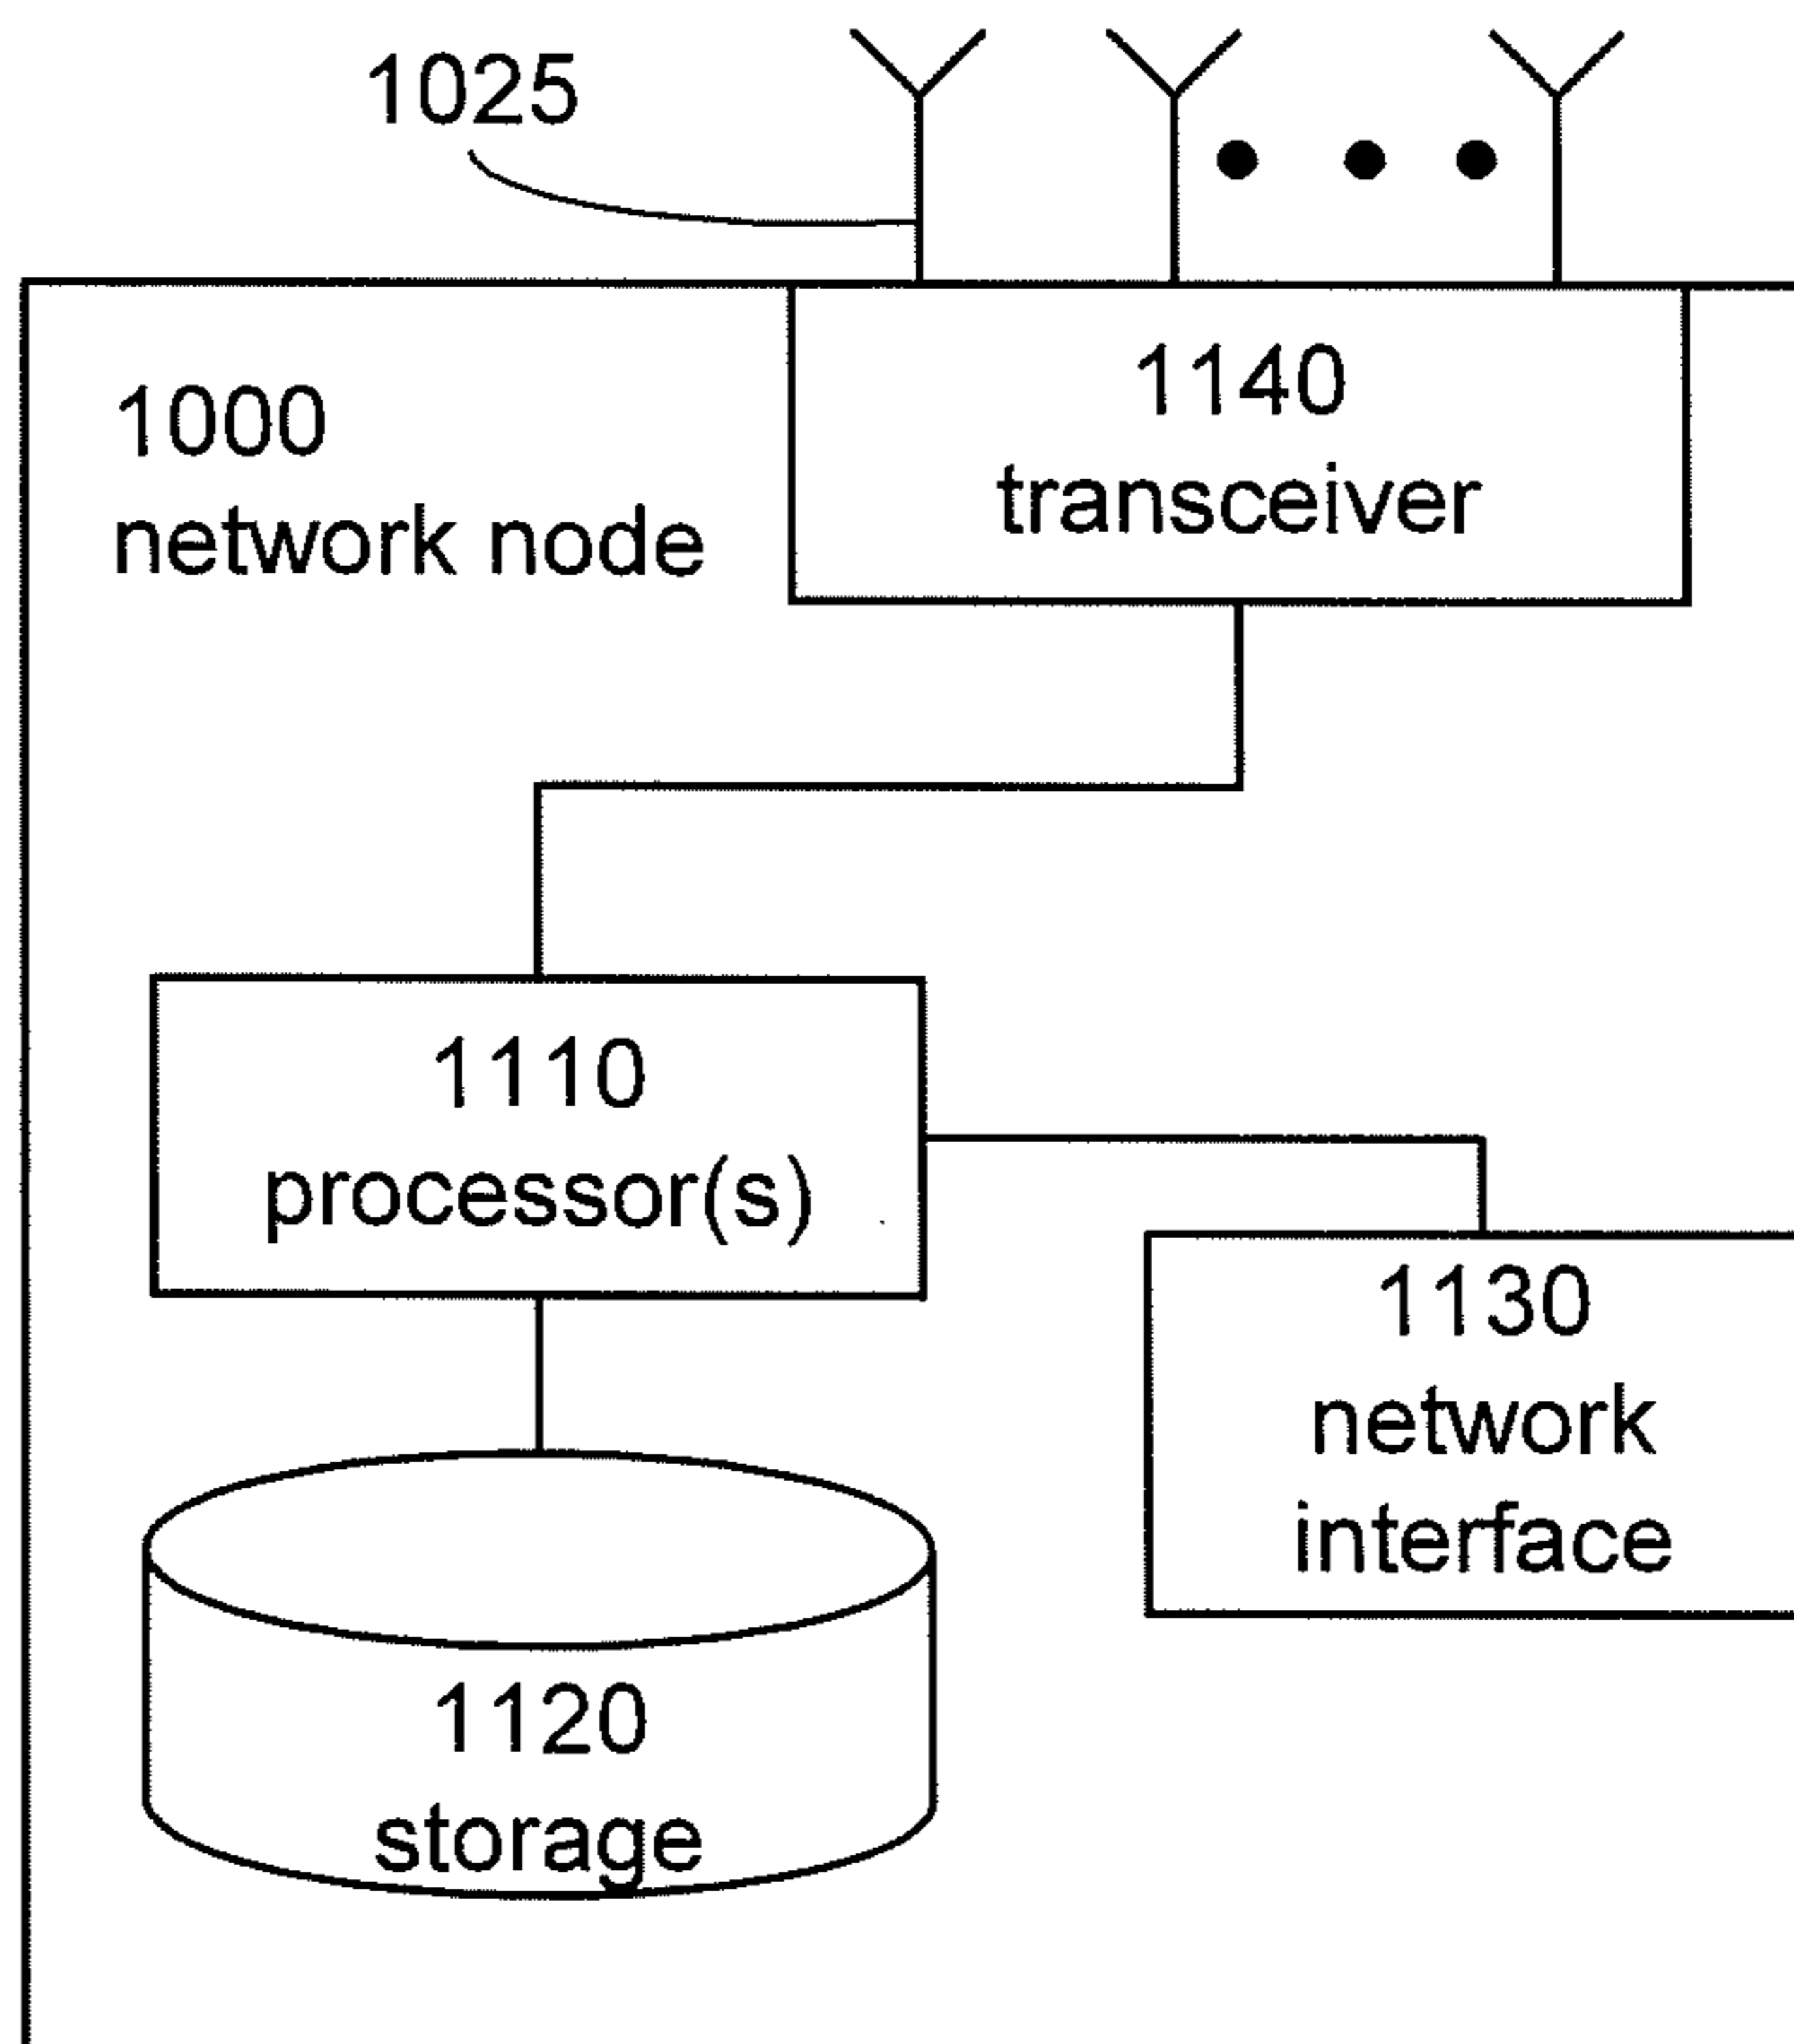 1025
1000
network node
1140
transceiver
1110
processor(s)
1130
network
interface
1120
storage